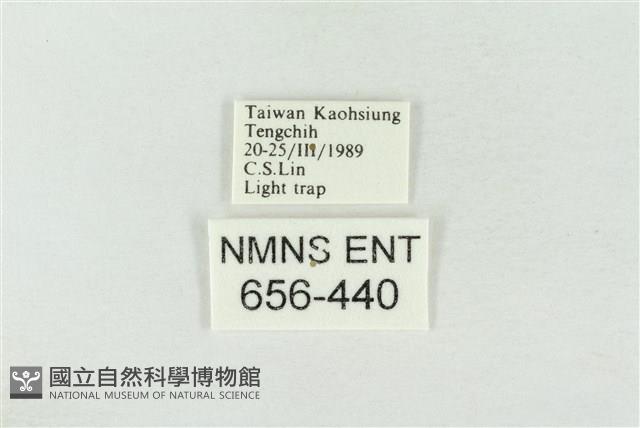 Taiwan Kaohsiung
Tengchih
20-25/III/1989
C.S.Lin
Light trap
NMNS ENT
656-440
國立自然科學博物館
NATIONAL MUSEUM OF NATURAL SCIENCE